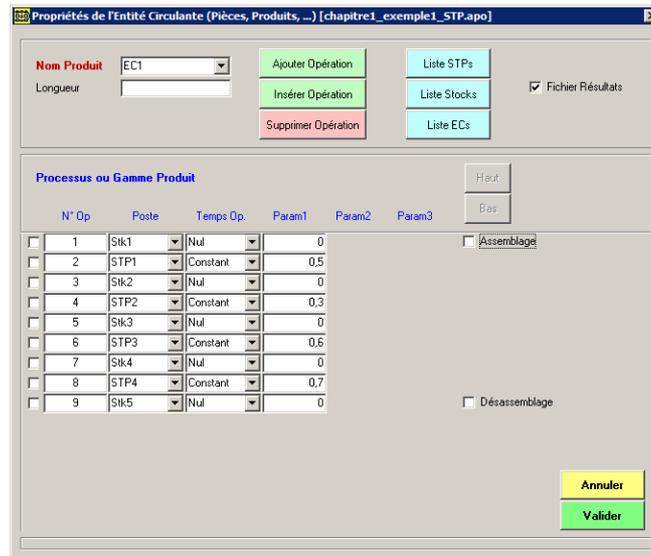 Propriétés de l'Entité Circulante (Pièces, Produits, ...) [chapitre1_exemple1_STP.apo]
Nom Produit EC1 Ajouter Opération Liste STPs
Longueur Insérer Opération Liste Stocks Fichier Résultats
Supprimer Opération Liste ECs
Processus ou Gamme Produit Haut
Bas
N° Op Poste Temps Op. Param1 Param2 Param3
1 Stk1 Nul 0 Assemblage
2 STP1 Constant 0,5
3 Stk2 Nul 0
4 STP2 Constant 0,3
5 Stk3 Nul 0
6 STP3 Constant 0,6
7 Stk4 Nul 0
8 STP4 Constant 0,7
9 Stk5 Nul 0 Désassemblage
Annuler
Valider